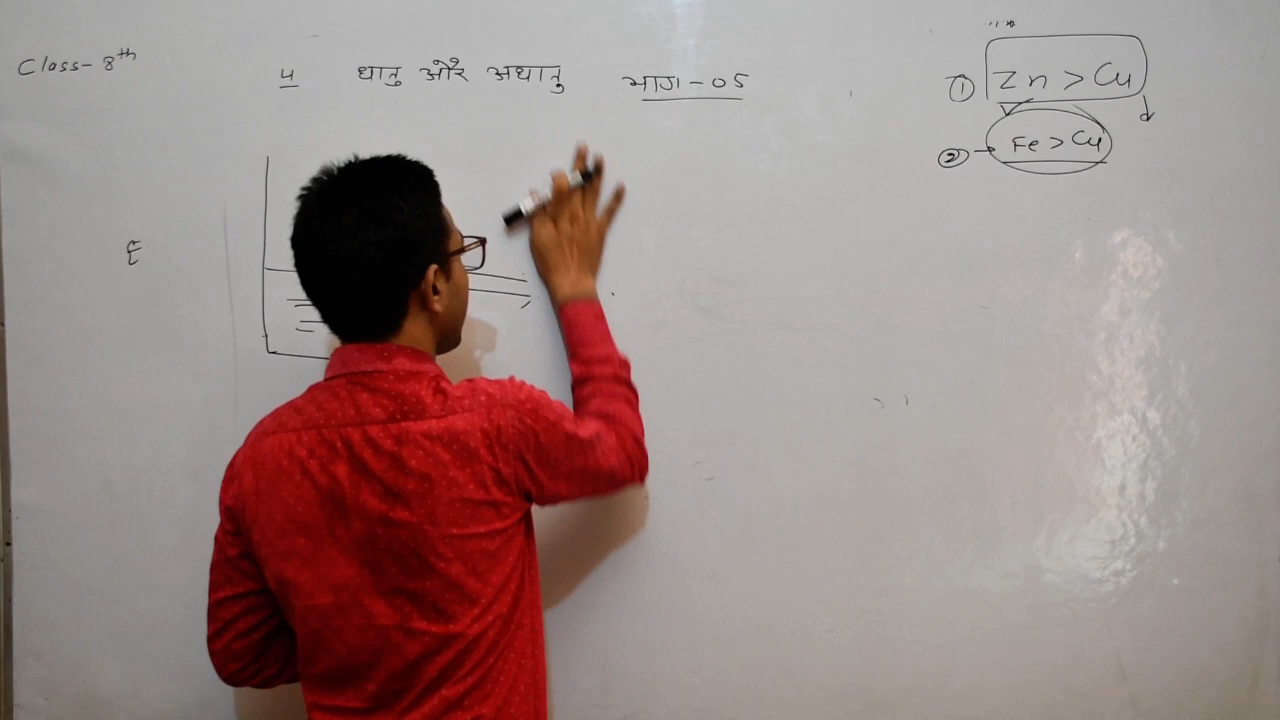 Class-8th
4 धातु और अधातु भाग-05
① Zn > Cu
② → Fe > Cu